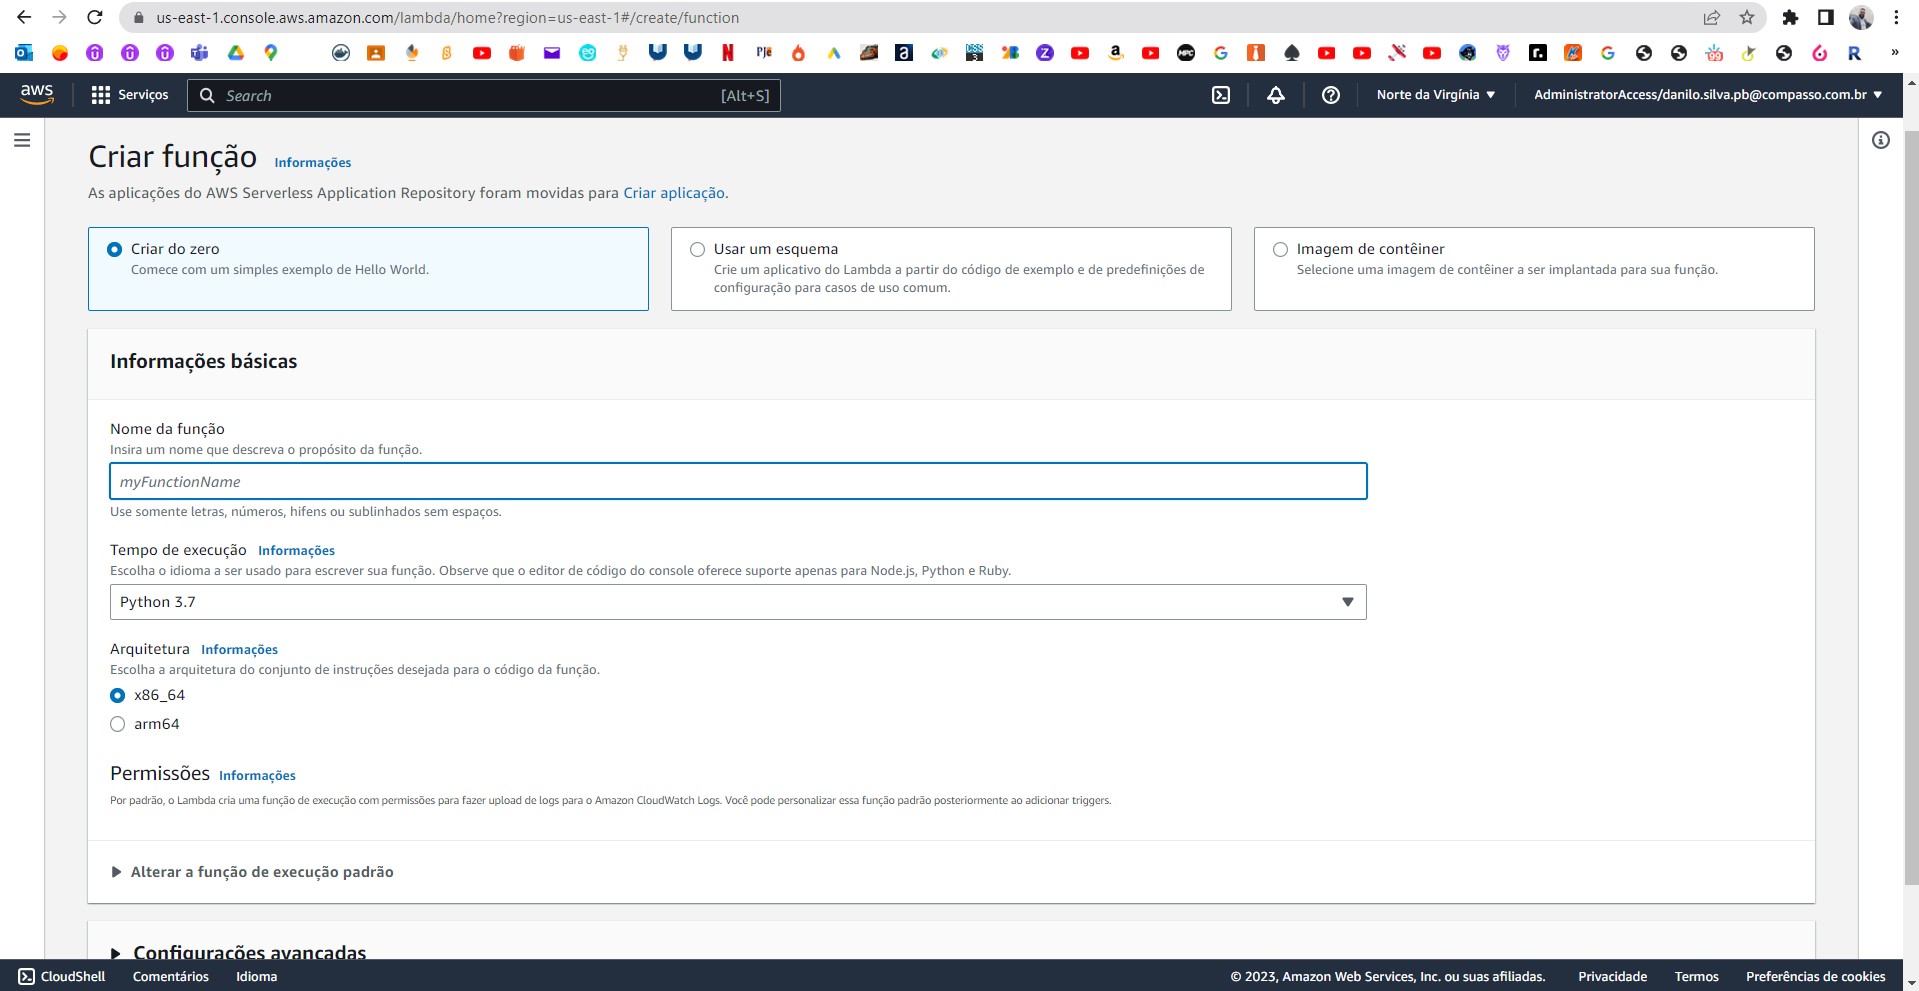 us-east-1.console.aws.amazon.com/lambda/home?region=us-east-1#/create/function
aws
Serviços
Search
[Alt+S]
Norte da Virgínia
AdministratorAccess/danilo.silva.pb@compasso.com.br
Criar função Informações
As aplicações do AWS Serverless Application Repository foram movidas para Criar aplicação.
Criar do zero
Comece com um simples exemplo de Hello World.
Usar um esquema
Crie um aplicativo do Lambda a partir do código de exemplo e de predefinições de
configuração para casos de uso comum.
Imagem de contêiner
Selecione uma imagem de contêiner a ser implantada para sua função.
Informações básicas
Nome da função
Insira um nome que descreva o propósito da função.
myFunctionName
Use somente letras, números, hifens ou sublinhados sem espaços.
Tempo de execução Informações
Escolha o idioma a ser usado para escrever sua função. Observe que o editor de código do console oferece suporte apenas para Node.js, Python e Ruby.
Python 3.7
Arquitetura Informações
Escolha a arquitetura do conjunto de instruções desejada para o código da função.
x86_64
arm64
Permissões Informações
Por padrão, o Lambda cria uma função de execução com permissões para fazer upload de logs para o Amazon CloudWatch Logs. Você pode personalizar essa função padrão posteriormente ao adicionar triggers.
Alterar a função de execução padrão
Configurações avançadas
CloudShell
Comentários
Idioma
© 2023, Amazon Web Services, Inc. ou suas afiliadas.
Privacidade
Termos
Preferências de cookies